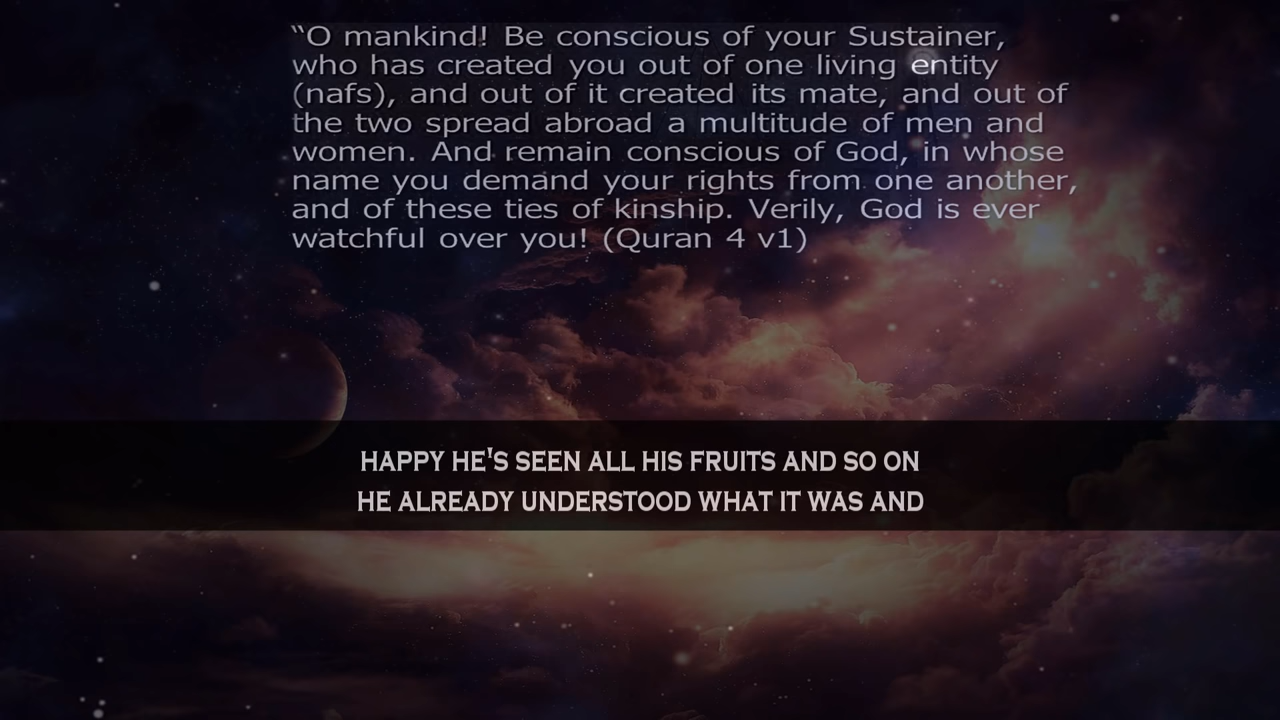 “O mankind! Be conscious of your Sustainer,
who has created you out of one living entity
(nafs), and out of it created its mate, and out of
the two spread abroad a multitude of men and
women. And remain conscious of God, in whose
name you demand your rights from one another,
and of these ties of kinship. Verily, God is ever
watchful over you! (Quran 4 v1)
HAPPY HE'S SEEN ALL HIS FRUITS AND SO ON
HE ALREADY UNDERSTOOD WHAT IT WAS AND